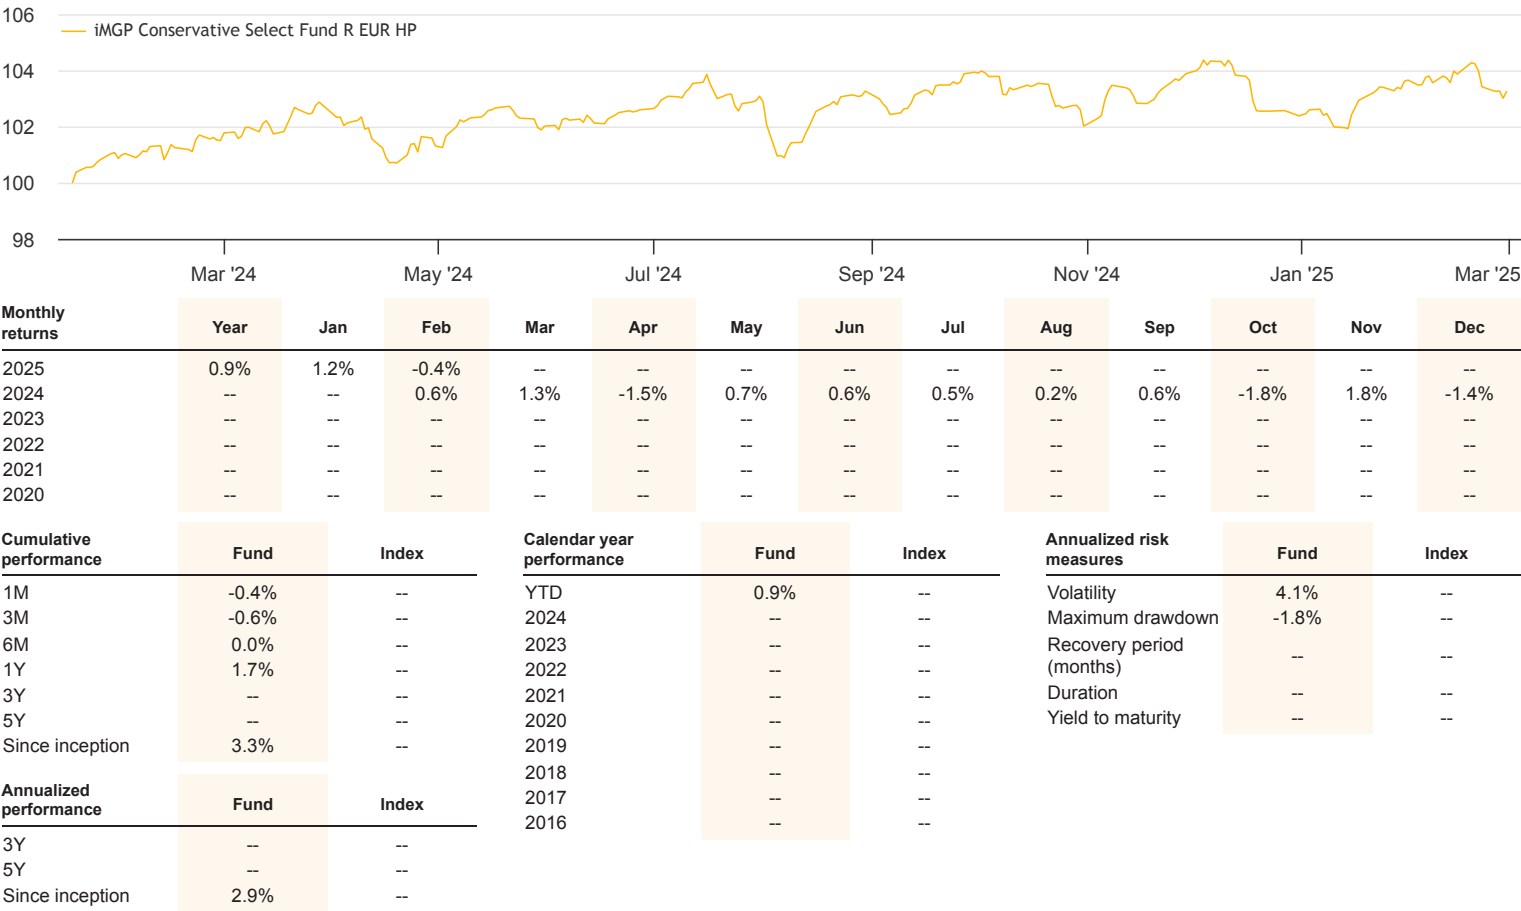 106
iMGP Conservative Select Fund R EUR HP
104
102
100
98
Mar '24 May '24 Jul '24 Sep '24 Nov '24 Jan '25 Mar '25
Monthly returns Year Jan Feb Mar Apr May Jun Jul Aug Sep Oct Nov Dec
2025 0.9% 1.2% -0.4% -- -- -- -- -- -- -- -- -- --
2024 -- -- 0.6% 1.3% -1.5% 0.7% 0.6% 0.5% 0.2% 0.6% -1.8% 1.8% -1.4%
2023 -- -- -- -- -- -- -- -- -- -- -- -- --
2022 -- -- -- -- -- -- -- -- -- -- -- -- --
2021 -- -- -- -- -- -- -- -- -- -- -- -- --
2020 -- -- -- -- -- -- -- -- -- -- -- -- --
Cumulative performance Fund Index
1M -0.4% --
3M -0.6% --
6M 0.0% --
1Y 1.7% --
3Y -- --
5Y -- --
Since inception 3.3% --
Annualized performance Fund Index
3Y -- --
5Y -- --
Since inception 2.9% --
Calendar year performance Fund Index
YTD 0.9% --
2024 -- --
2023 -- --
2022 -- --
2021 -- --
2020 -- --
2019 -- --
2018 -- --
2017 -- --
2016 -- --
Annualized risk measures Fund Index
Volatility 4.1% --
Maximum drawdown -1.8% --
Recovery period (months) -- --
Duration -- --
Yield to maturity -- --